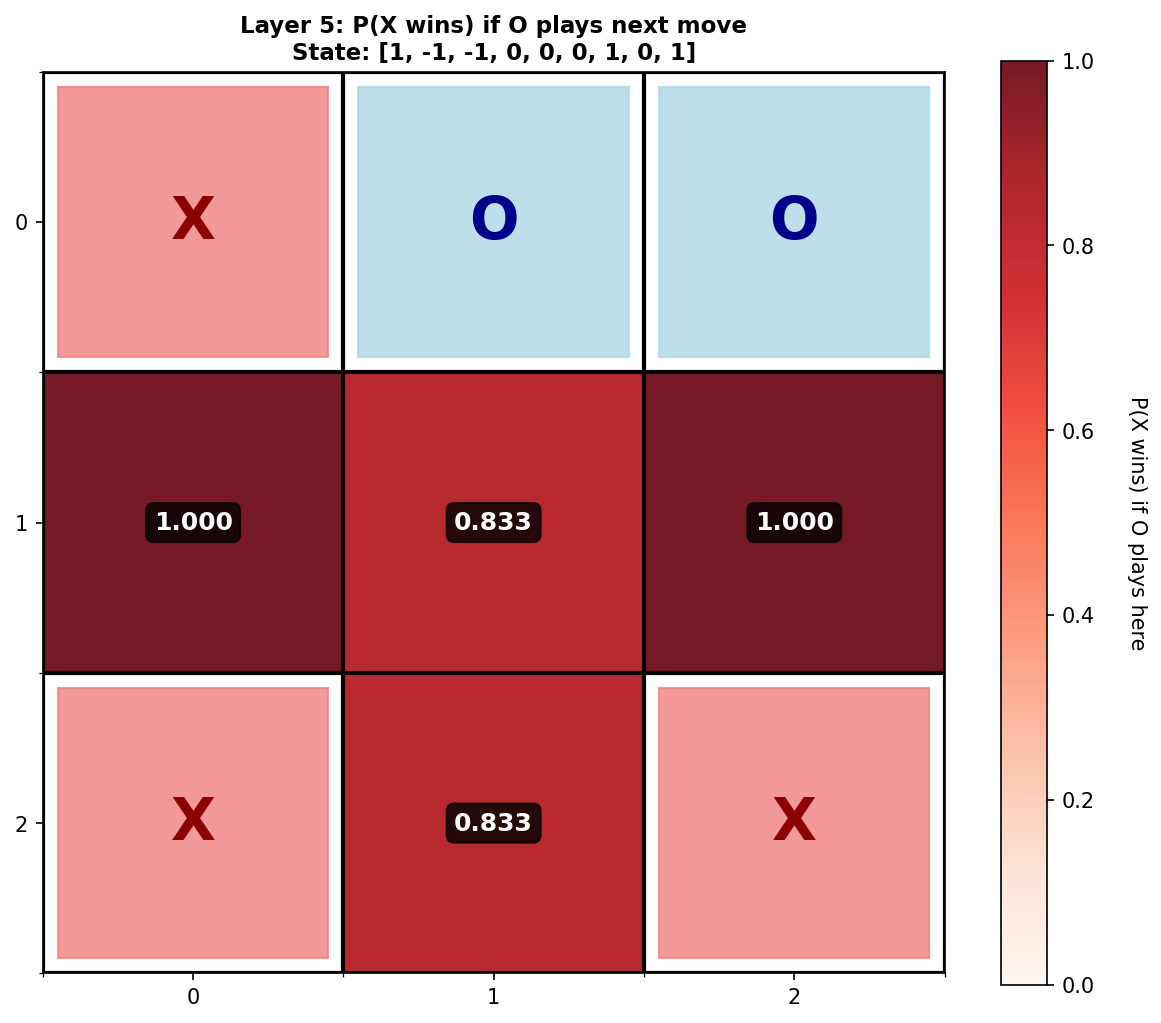 Layer 5: P(X wins) if O plays next move
State: [1, -1, -1, 0, 0, 0, 1, 0, 1]
X
O
O
0
1.000
0.833
1.000
1
X
0.833
X
2
0
1
2
1.0
0.8
0.6
0.4
0.2
0.0
P(X wins) if O plays here